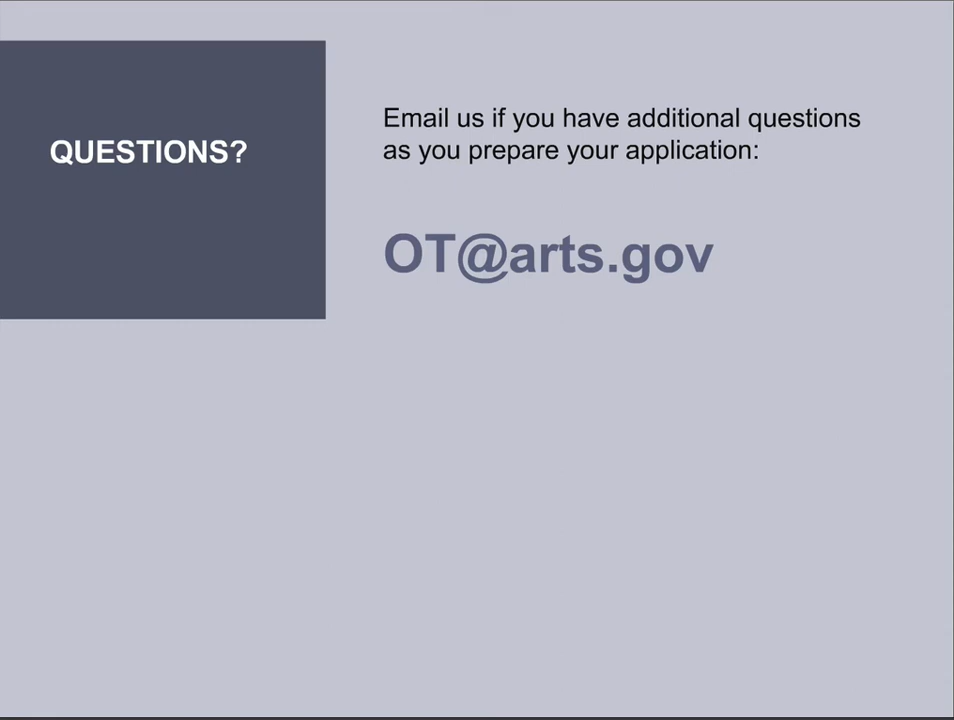 QUESTIONS?
Email us if you have additional questions
as you prepare your application:
OT@arts.gov